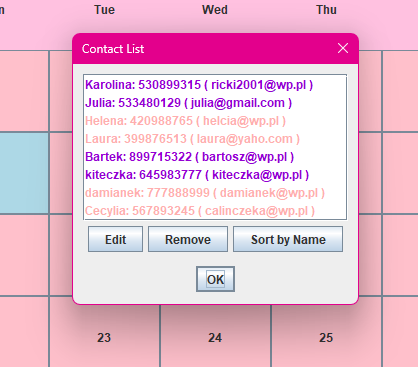 n Tue Wed Thu
Contact List
Karolina: 530899315 ( ricki2001@wp.pl )
Julia: 533480129 ( julia@gmail.com )
Helena: 420988765 ( helcia@wp.pl )
Laura: 399876513 ( laura@yaho.com )
Bartek: 899715322 ( bartosz@wp.pl )
kiteczka: 645983777 ( kiteczka@wp.pl )
damianek: 777888999 ( damianek@wp.pl )
Cecylia: 567893245 ( calinczeka@wp.pl )
Edit Remove Sort by Name
OK
23 24 25